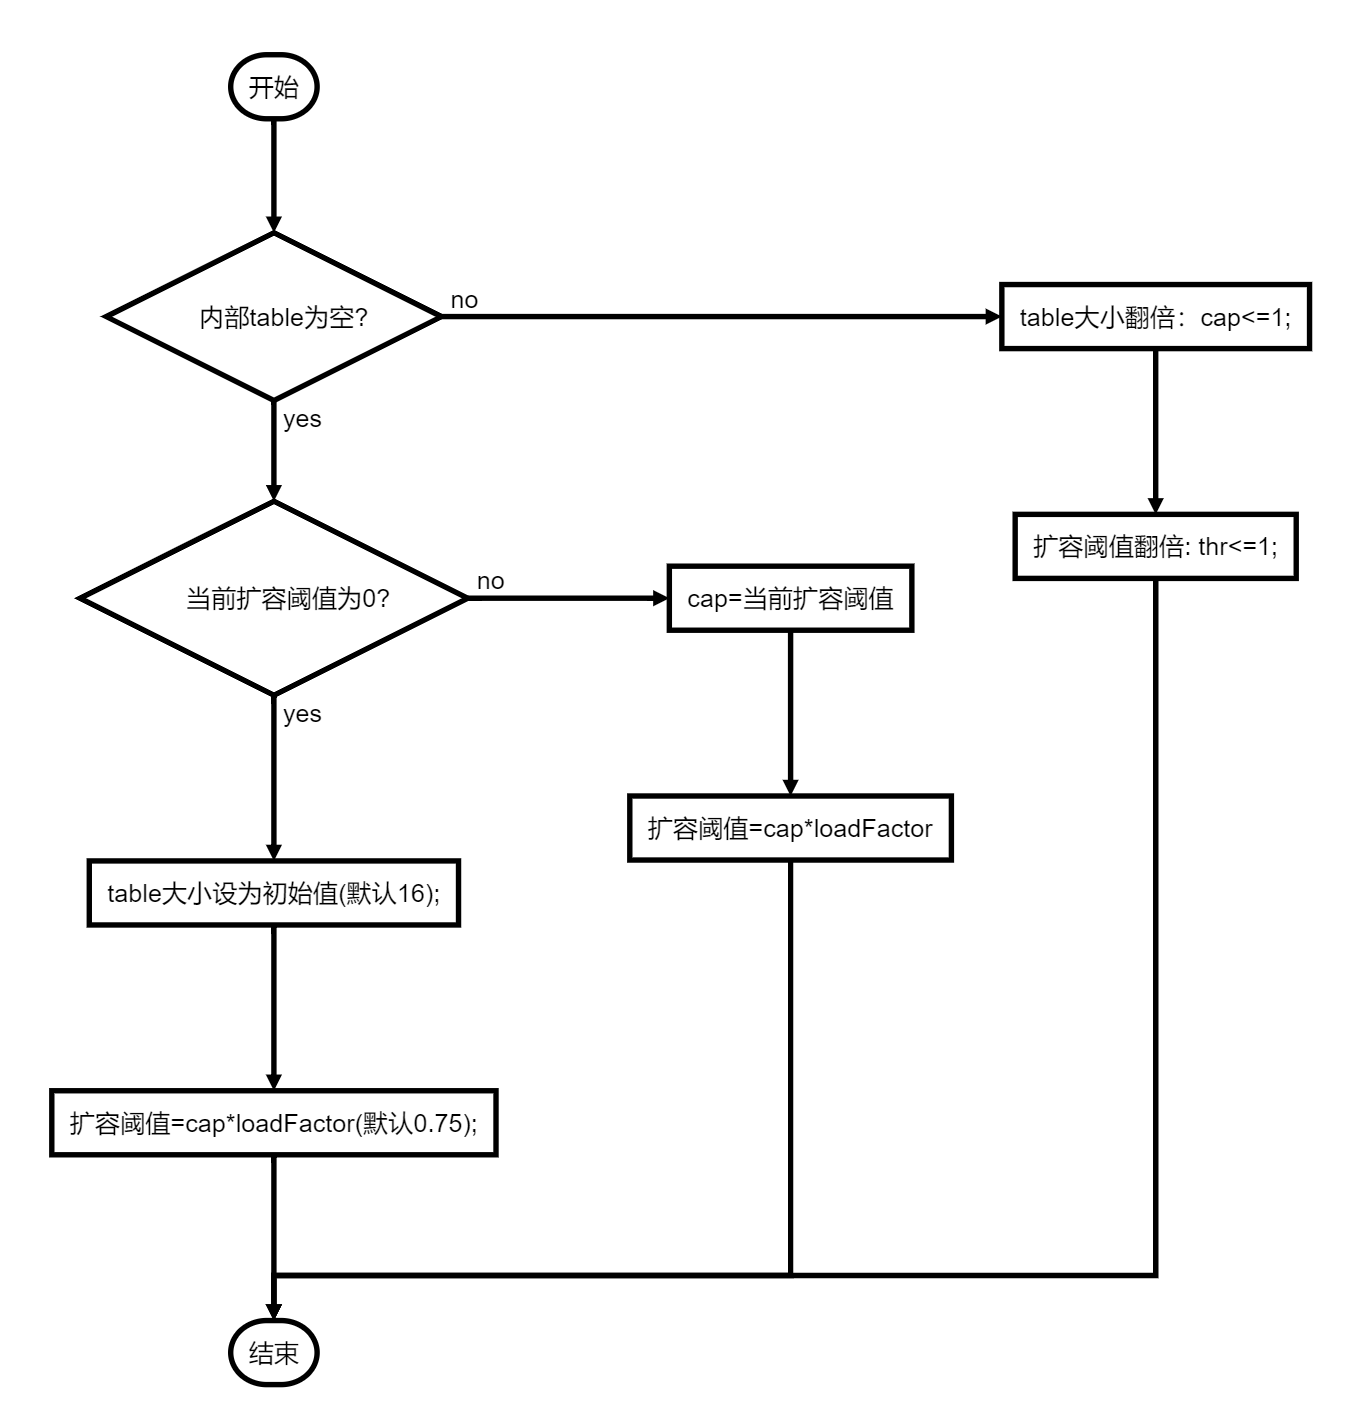 开始
内部table为空?
no
table大小翻倍：cap<=1;
yes
扩容阈值翻倍: thr<=1;
当前扩容阈值为0?
no
cap=当前扩容阈值
yes
扩容阈值=cap*loadFactor
table大小设为初始值(默认16);
扩容阈值=cap*loadFactor(默认0.75);
结束